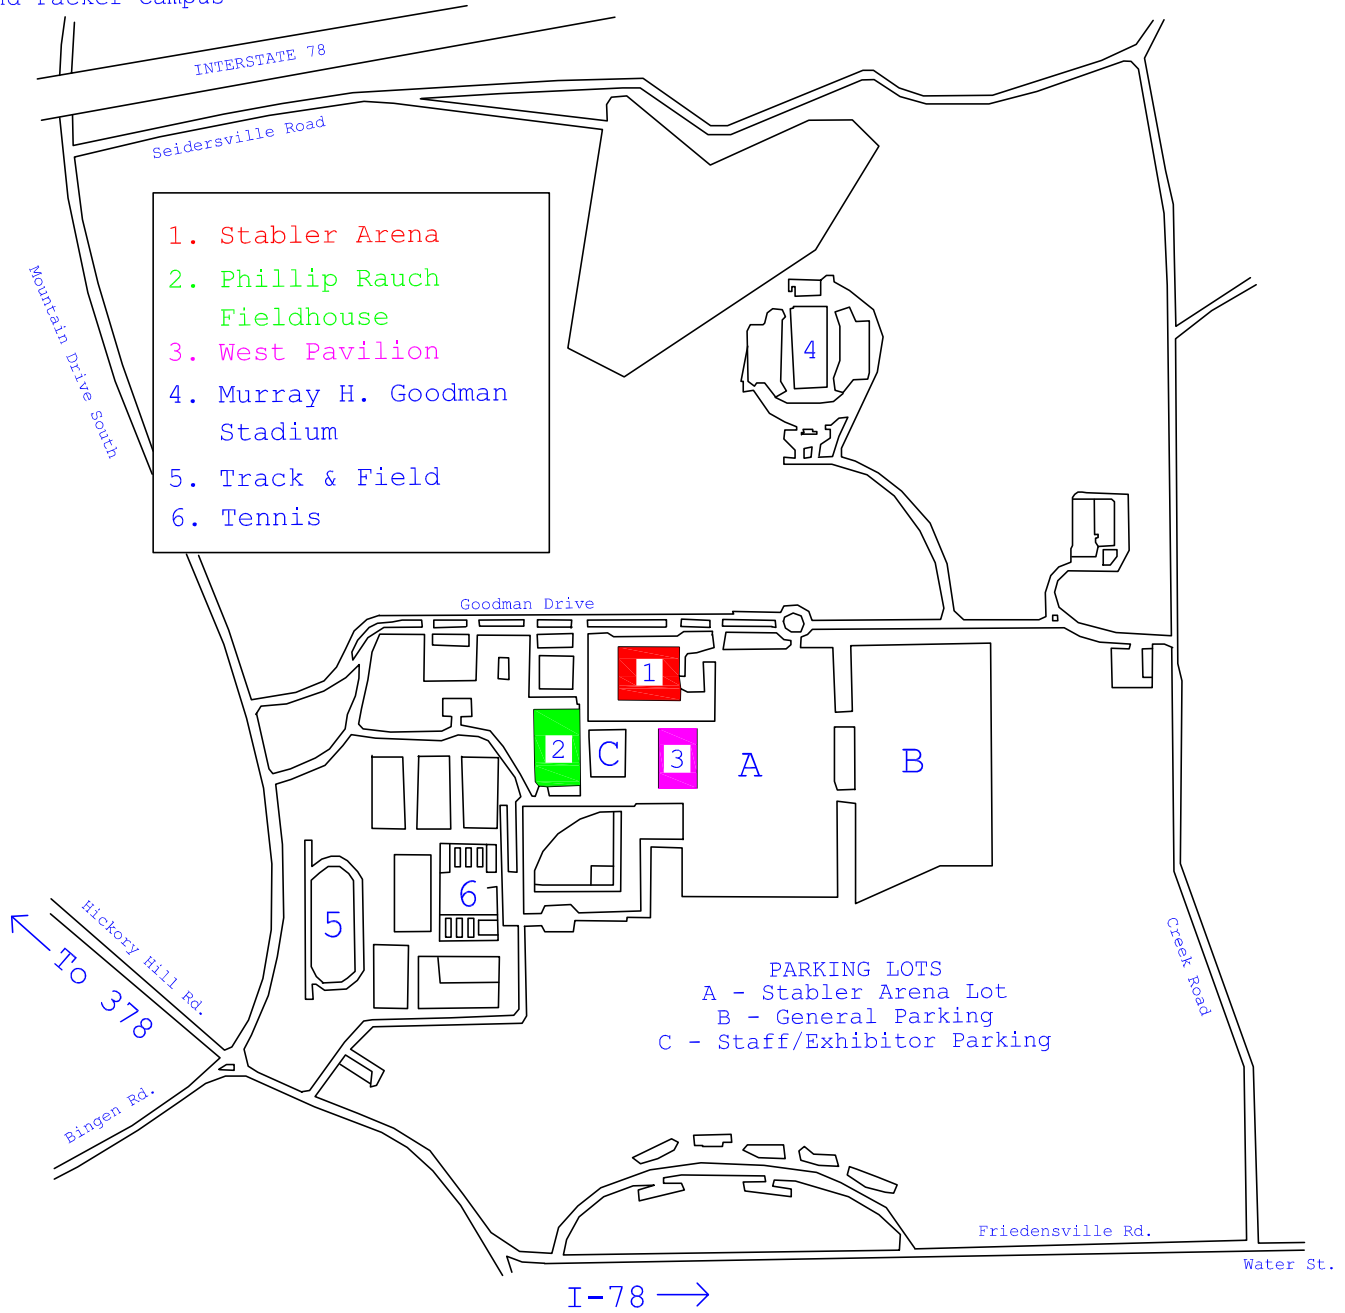 Packer Campus
INTERSTATE 78
Seidersville Road
1. Stabler Arena
2. Phillip Rauch
Fieldhouse
3. West Pavilion
4. Murray H. Goodman
Stadium
5. Track & Field
6. Tennis
Mountain Drive South
4
Goodman Drive
1
2
C
3
A
B
6
5
Hickory Hill Rd.
To 378
Creek Road
PARKING LOTS
A - Stabler Arena Lot
B - General Parking
C - Staff/Exhibitor Parking
Bingen Rd.
Friedensville Rd.
Water St.
I-78